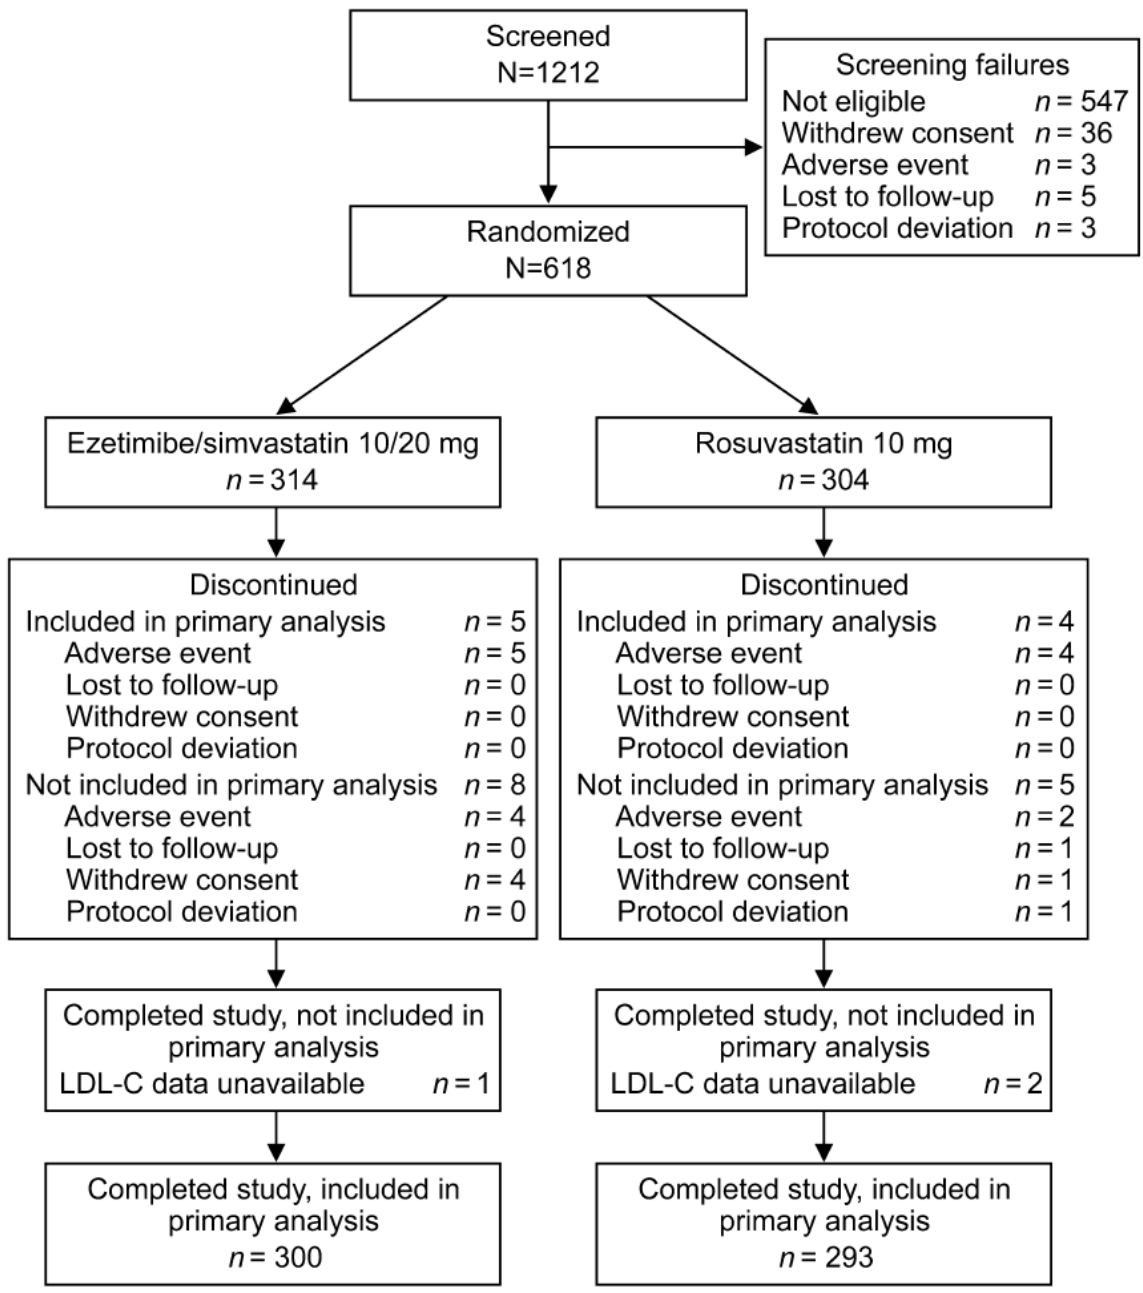 Screened
N=1212
Screening failures
Not eligible n = 547
Withdrew consent n = 36
Adverse event n = 3
Lost to follow-up n = 5
Protocol deviation n = 3
Randomized
N=618
Ezetimibe/simvastatin 10/20 mg
n = 314
Rosuvastatin 10 mg
n = 304
Discontinued
Included in primary analysis n = 5
Adverse event n = 5
Lost to follow-up n = 0
Withdrew consent n = 0
Protocol deviation n = 0
Not included in primary analysis n = 8
Adverse event n = 4
Lost to follow-up n = 0
Withdrew consent n = 4
Protocol deviation n = 0
Discontinued
Included in primary analysis n = 4
Adverse event n = 4
Lost to follow-up n = 0
Withdrew consent n = 0
Protocol deviation n = 0
Not included in primary analysis n = 5
Adverse event n = 2
Lost to follow-up n = 1
Withdrew consent n = 1
Protocol deviation n = 1
Completed study, not included in
primary analysis
LDL-C data unavailable n = 1
Completed study, not included in
primary analysis
LDL-C data unavailable n = 2
Completed study, included in
primary analysis
n = 300
Completed study, included in
primary analysis
n = 293